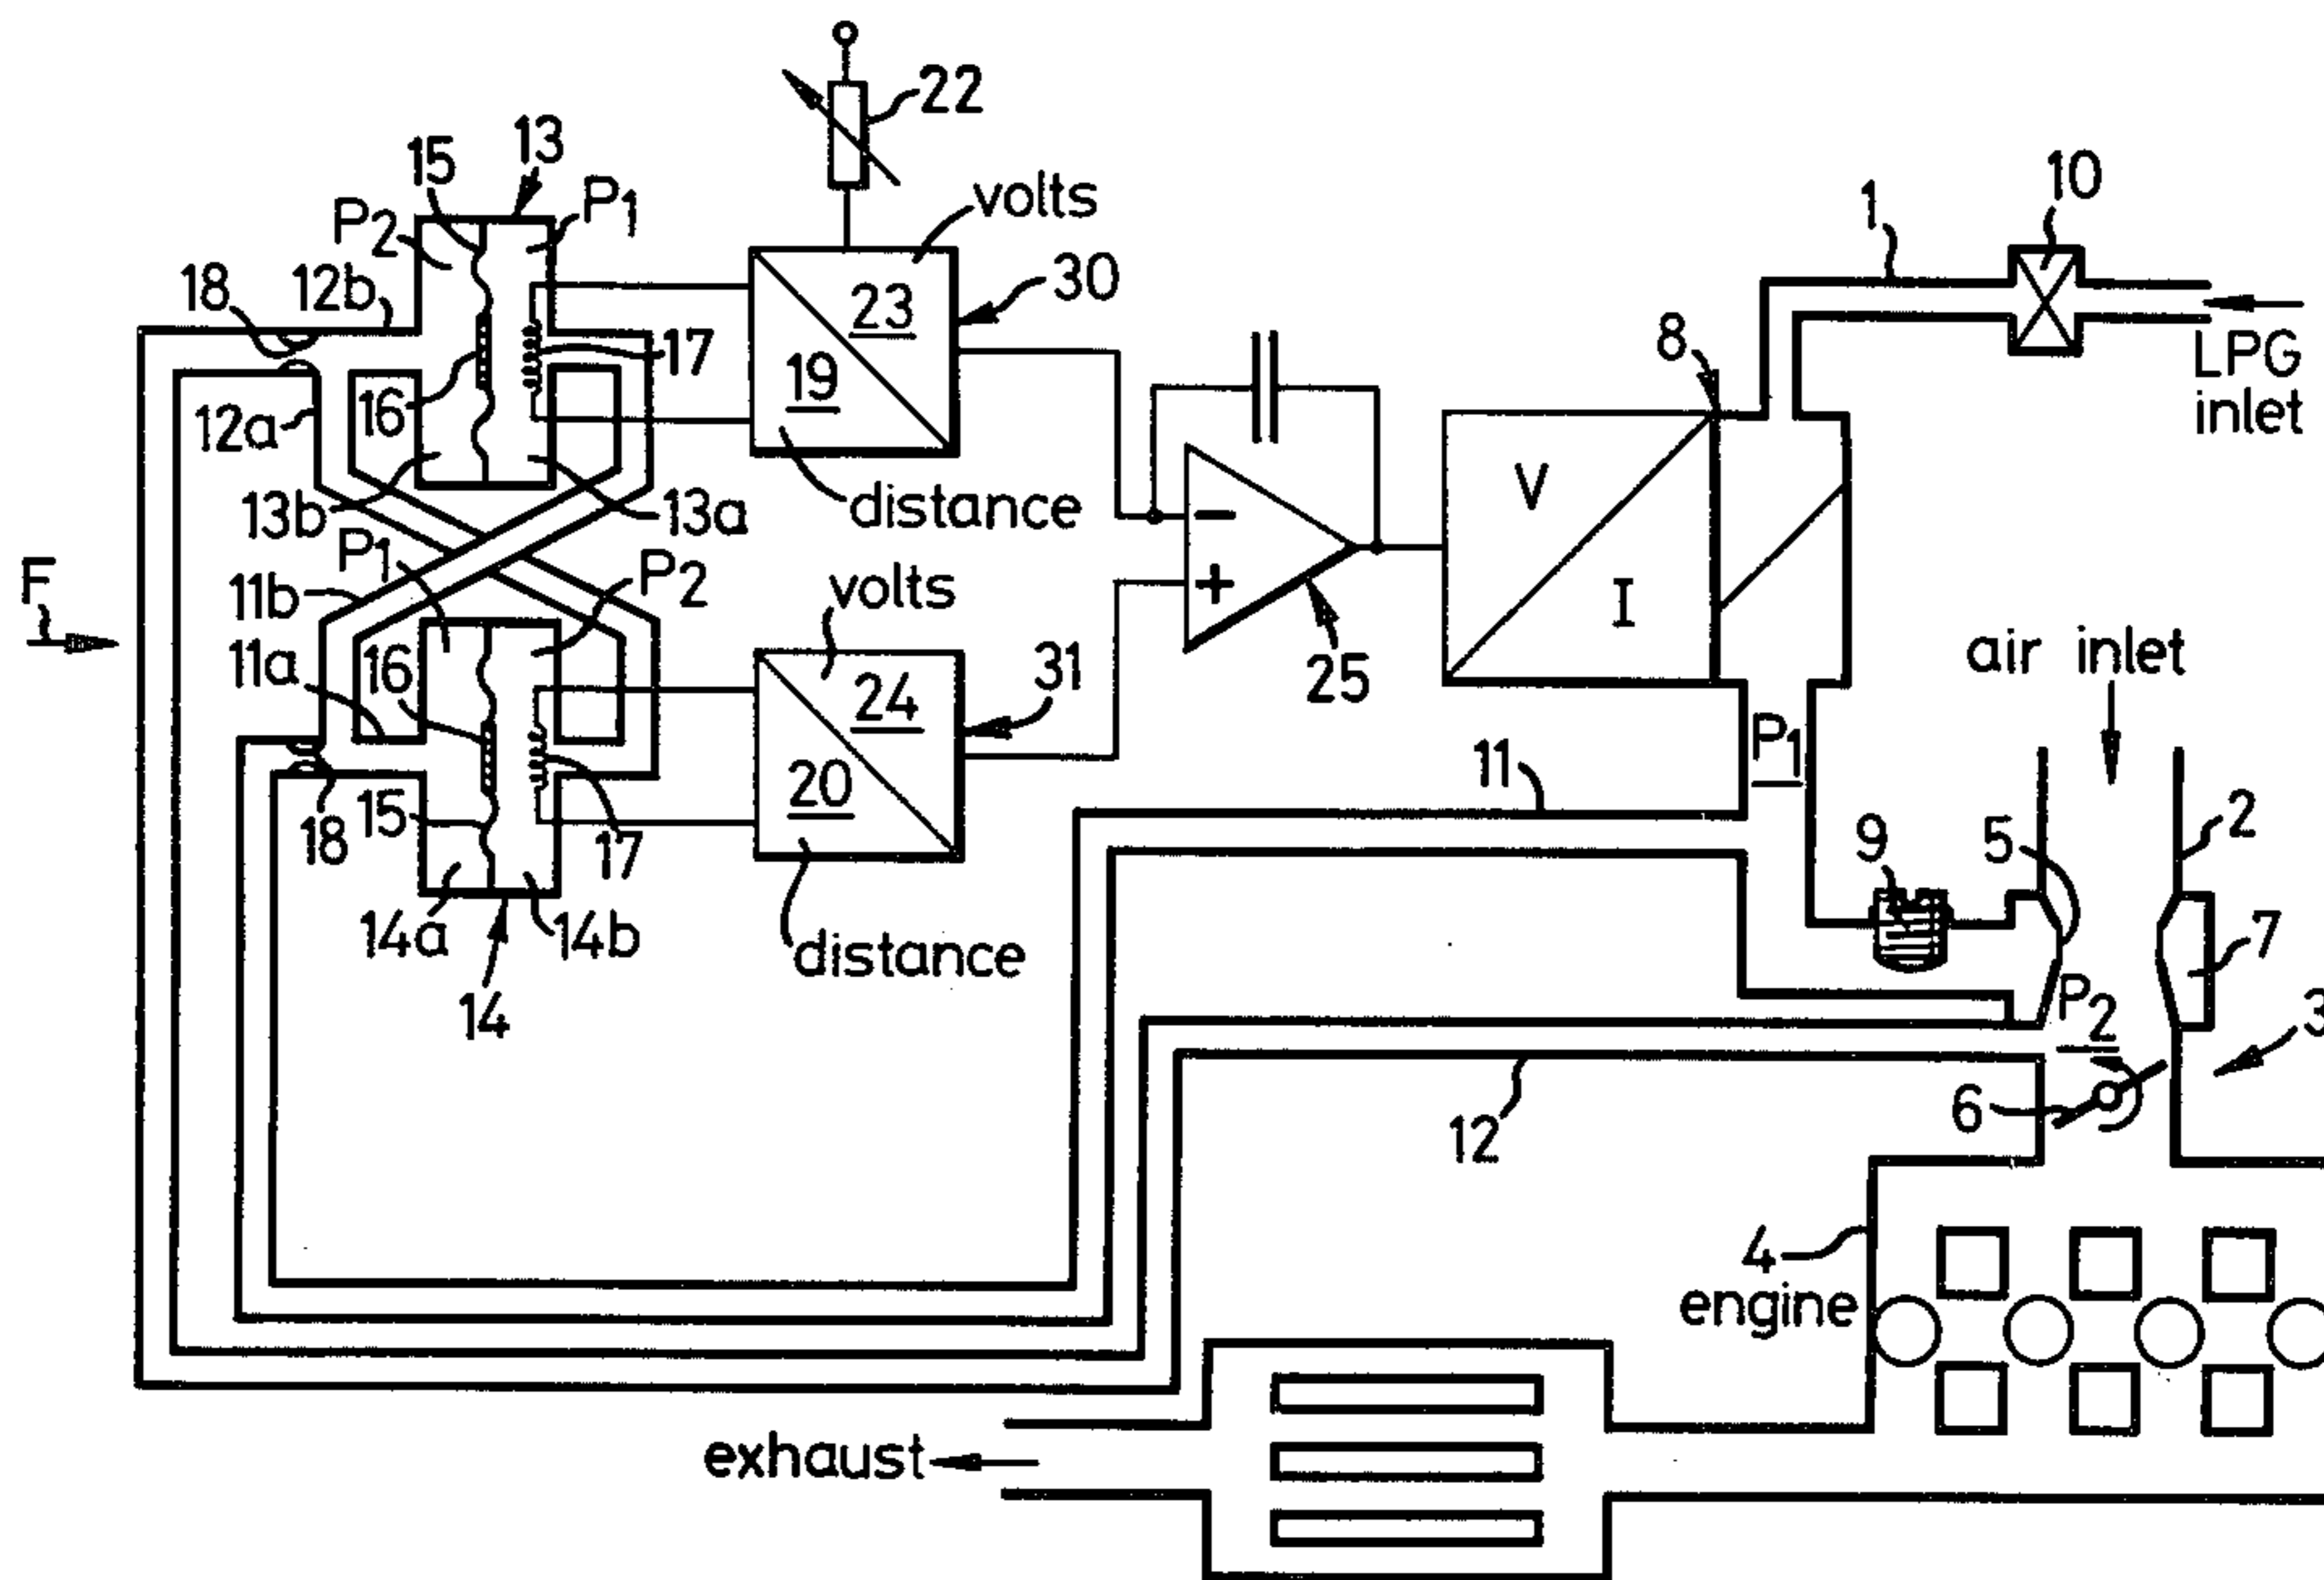 22
13
15
P1
P2
volts
10
1
18
12b
30
23
8
17
LPG
inlet
19
16
12a
V
distance
13b
13a
P1
P2
F
11b
volts
I
air inlet
11a
16
31
25
24
P1
11
20
2
5
9
18
15
17
7
14a
14b
distance
P2
14
3
6
12
4
engine
exhaust